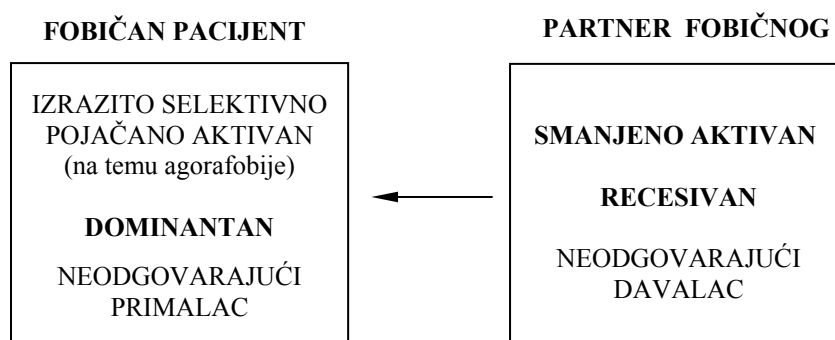 FOBIČAN PACIJENT
IZRAZITO SELEKTIVNO
POJAČANO AKTIVAN
(na temu agorafobije)
DOMINANTAN
NEODGOVARAJUĆI
PRIMALAC
PARTNER FOBIČNOG
SMANJENO AKTIVAN
RECESIVAN
NEODGOVARAJUĆI
DAVALAC